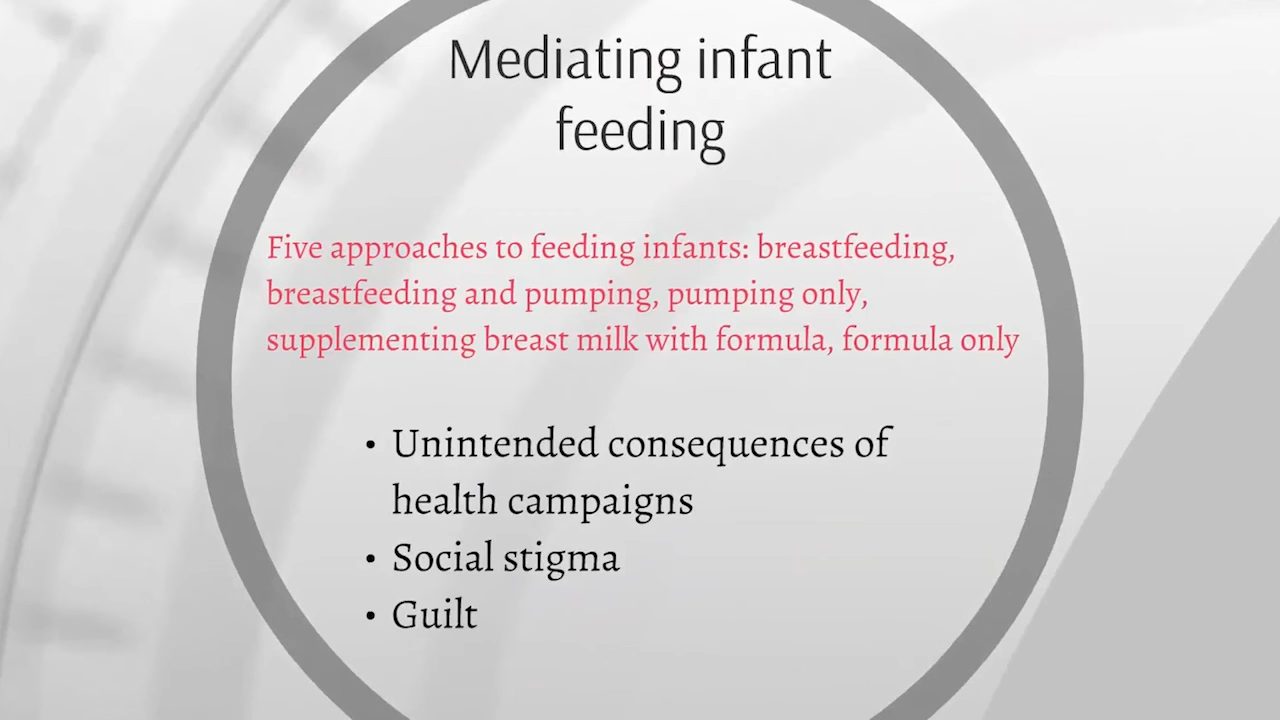 Mediating infant
feeding
Five approaches to feeding infants: breastfeeding,
breastfeeding and pumping, pumping only,
supplementing breast milk with formula, formula only
• Unintended consequences of
health campaigns
• Social stigma
• Guilt